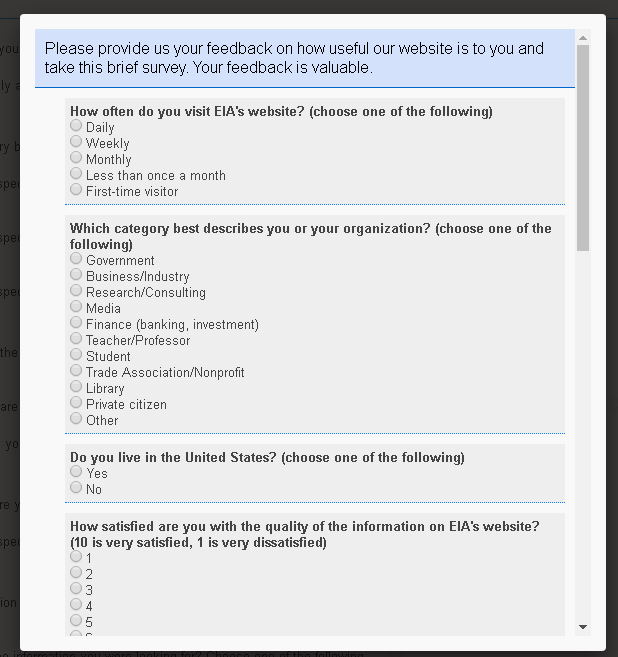 Please provide us your feedback on how useful our website is to you and
take this brief survey. Your feedback is valuable.
How often do you visit EIA's website? (choose one of the following)
Daily
Weekly
Monthly
Less than once a month
First-time visitor
Which category best describes you or your organization? (choose one of the
following)
Government
Business/Industry
Research/Consulting
Media
Finance (banking, investment)
Teacher/Professor
Student
Trade Association/Nonprofit
Library
Private citizen
Other
Do you live in the United States? (choose one of the following)
Yes
No
How satisfied are you with the quality of the information on EIA's website?
(10 is very satisfied, 1 is very dissatisfied)
1
2
3
4
5